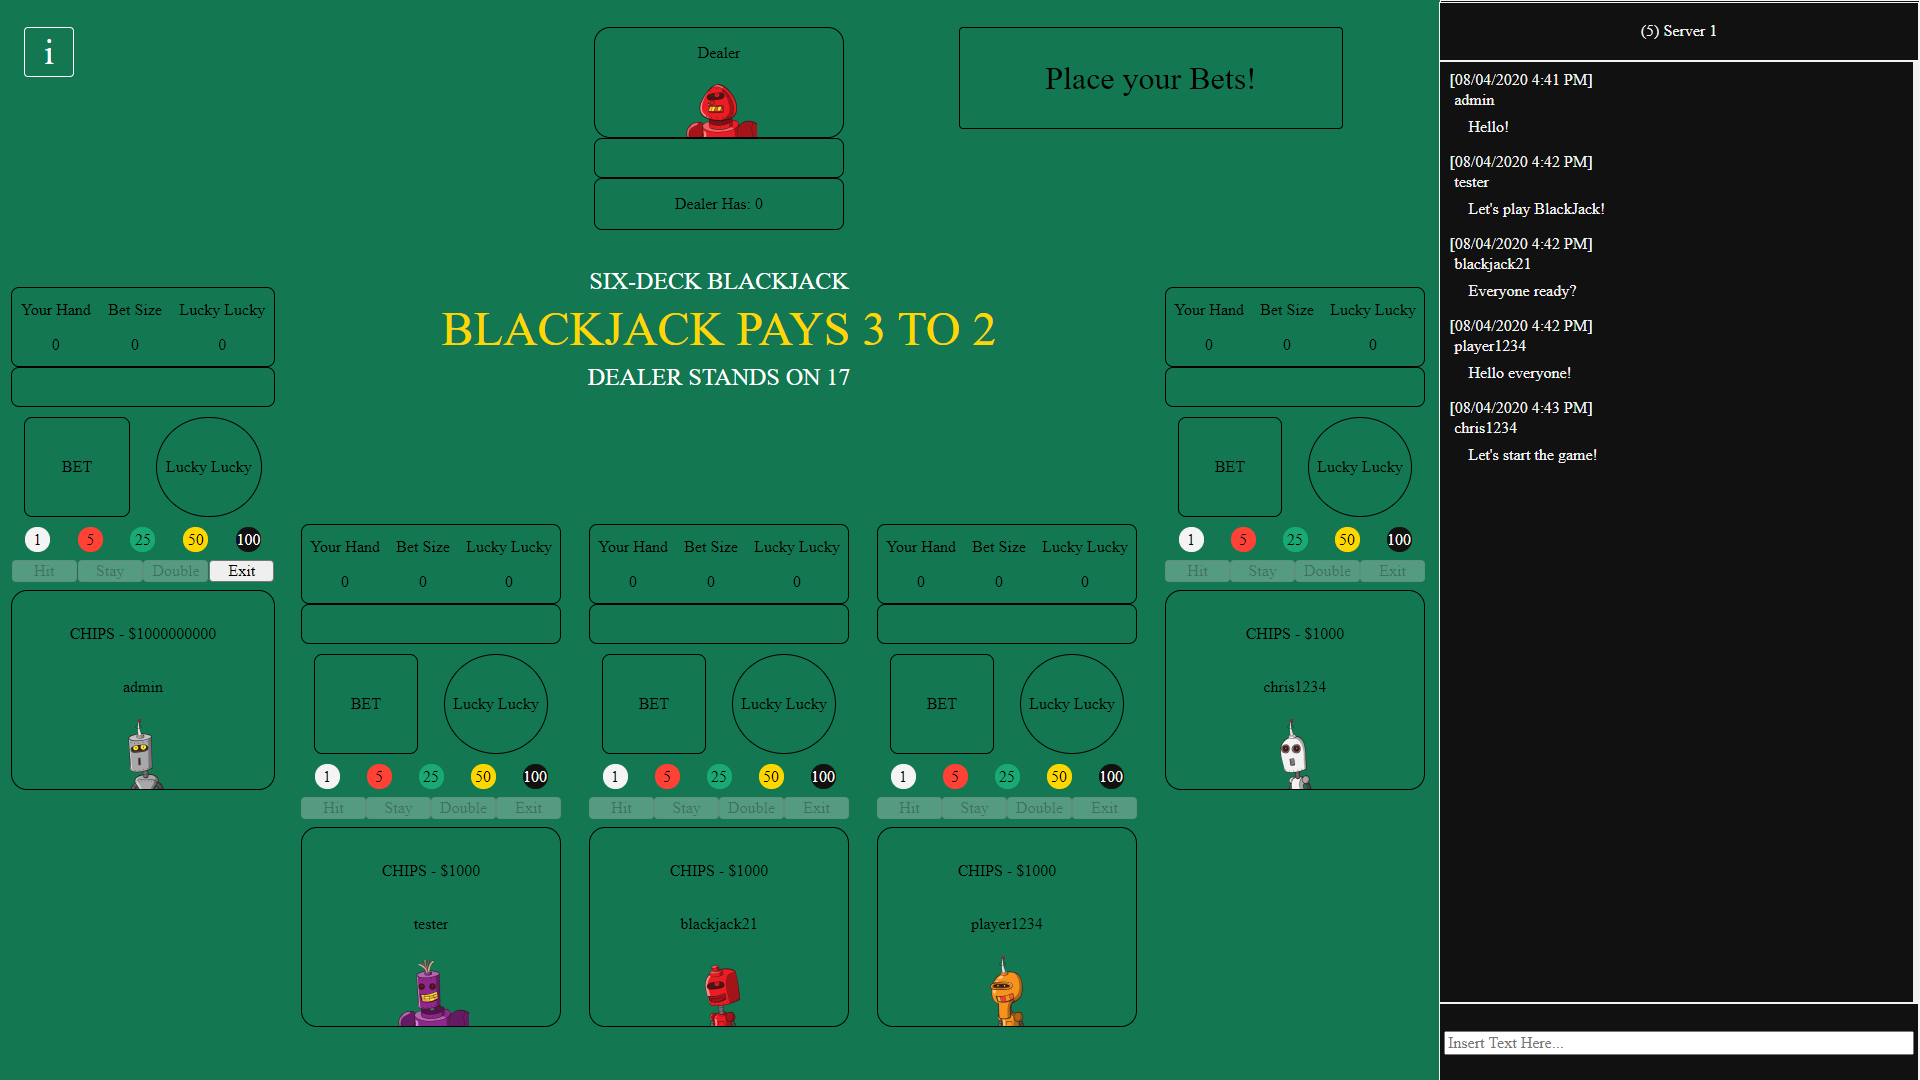 i
Dealer
Dealer Has: 0
Place your Bets!
SIX-DECK BLACKJACK
BLACKJACK PAYS 3 TO 2
DEALER STANDS ON 17
Your Hand Bet Size Lucky Lucky
0 0 0
BET Lucky Lucky
1 5 25 50 100
Hit Stay Double Exit
CHIPS - $1000000000
admin
Your Hand Bet Size Lucky Lucky
0 0 0
BET Lucky Lucky
1 5 25 50 100
Hit Stay Double Exit
CHIPS - $1000
tester
Your Hand Bet Size Lucky Lucky
0 0 0
BET Lucky Lucky
1 5 25 50 100
Hit Stay Double Exit
CHIPS - $1000
blackjack21
Your Hand Bet Size Lucky Lucky
0 0 0
BET Lucky Lucky
1 5 25 50 100
Hit Stay Double Exit
CHIPS - $1000
player1234
Your Hand Bet Size Lucky Lucky
0 0 0
BET Lucky Lucky
1 5 25 50 100
Hit Stay Double Exit
CHIPS - $1000
chris1234
(5) Server 1
[08/04/2020 4:41 PM]
admin
Hello!
[08/04/2020 4:42 PM]
tester
Let's play BlackJack!
[08/04/2020 4:42 PM]
blackjack21
Everyone ready?
[08/04/2020 4:42 PM]
player1234
Hello everyone!
[08/04/2020 4:43 PM]
chris1234
Let's start the game!
Insert Text Here...